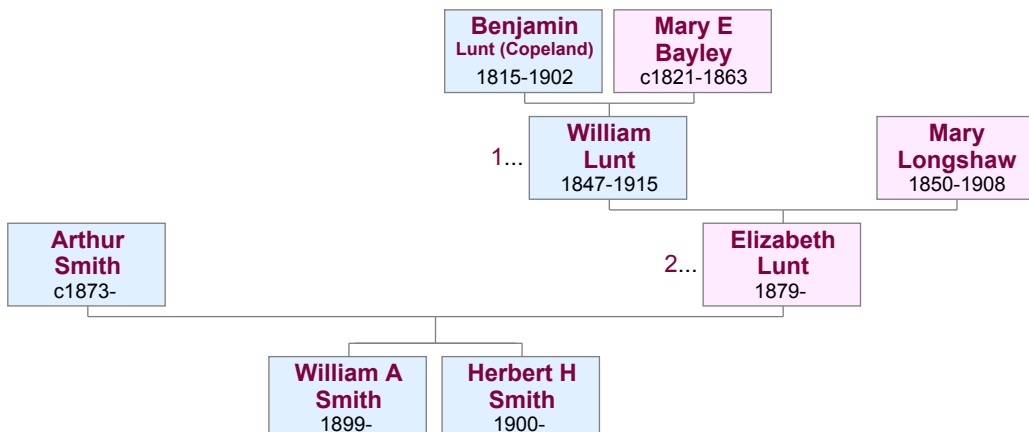 Benjamin
Lunt (Copeland)
1815-1902
Mary E
Bayley
c1821-1863
1...
William
Lunt
1847-1915
Mary
Longshaw
1850-1908
Arthur
Smith
c1873-
2...
Elizabeth
Lunt
1879-
William A
Smith
1899-
Herbert H
Smith
1900-